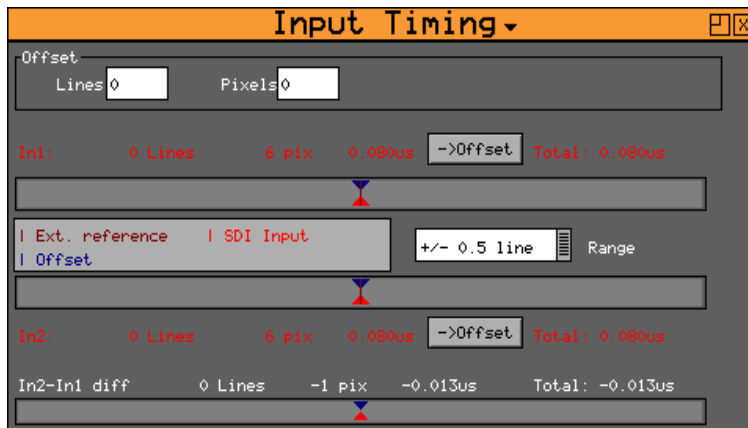 Input Timing
Offset
Lines 0 Pixels 0
In1: 0 Lines 6 pix 0.080us ->Offset Total: 0.080us
| Ext. reference | SDI Input
| Offset
+/- 0.5 line Range
In2: 0 Lines 6 pix 0.080us ->Offset Total: 0.080us
In2-In1 diff 0 Lines -1 pix -0.013us Total: -0.013us